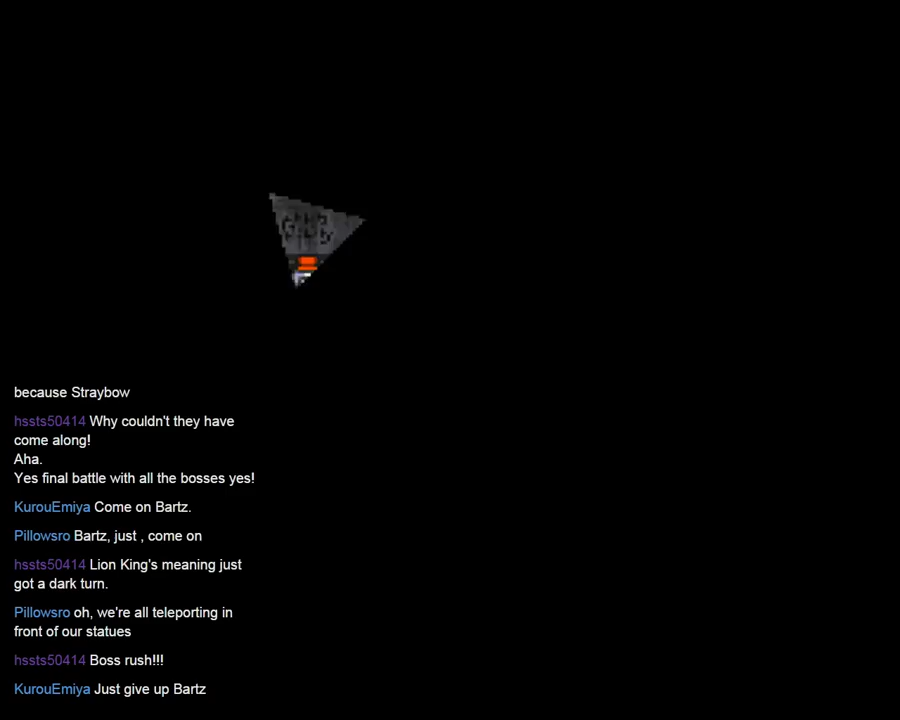 because Straybow
hssts50414 Why couldn't they have
come along!
Aha.
Yes final battle with all the bosses yes!
KurouEmiya Come on Bartz.
Pillowsro Bartz, just , come on
hssts50414 Lion King's meaning just
got a dark turn.
Pillowsro oh, we're all teleporting in
front of our statues
hssts50414 Boss rush!!!
KurouEmiya Just give up Bartz